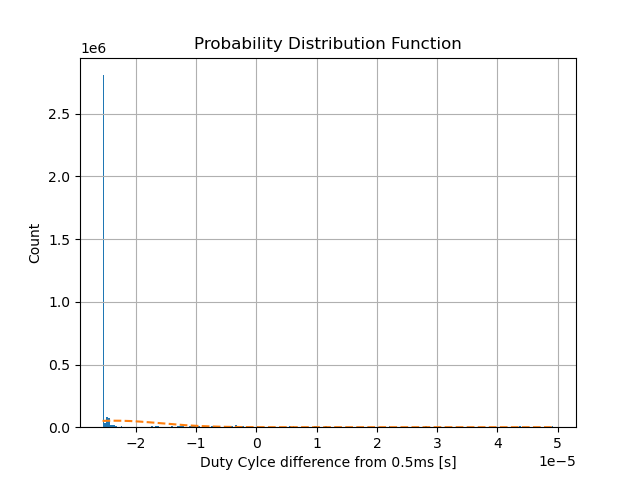 Probability Distribution Function
1e6
2.5
2.0
1.5
1.0
0.5
0.0
Count
−2 −1 0 1 2 3 4 5
1e−5
Duty Cylce difference from 0.5ms [s]